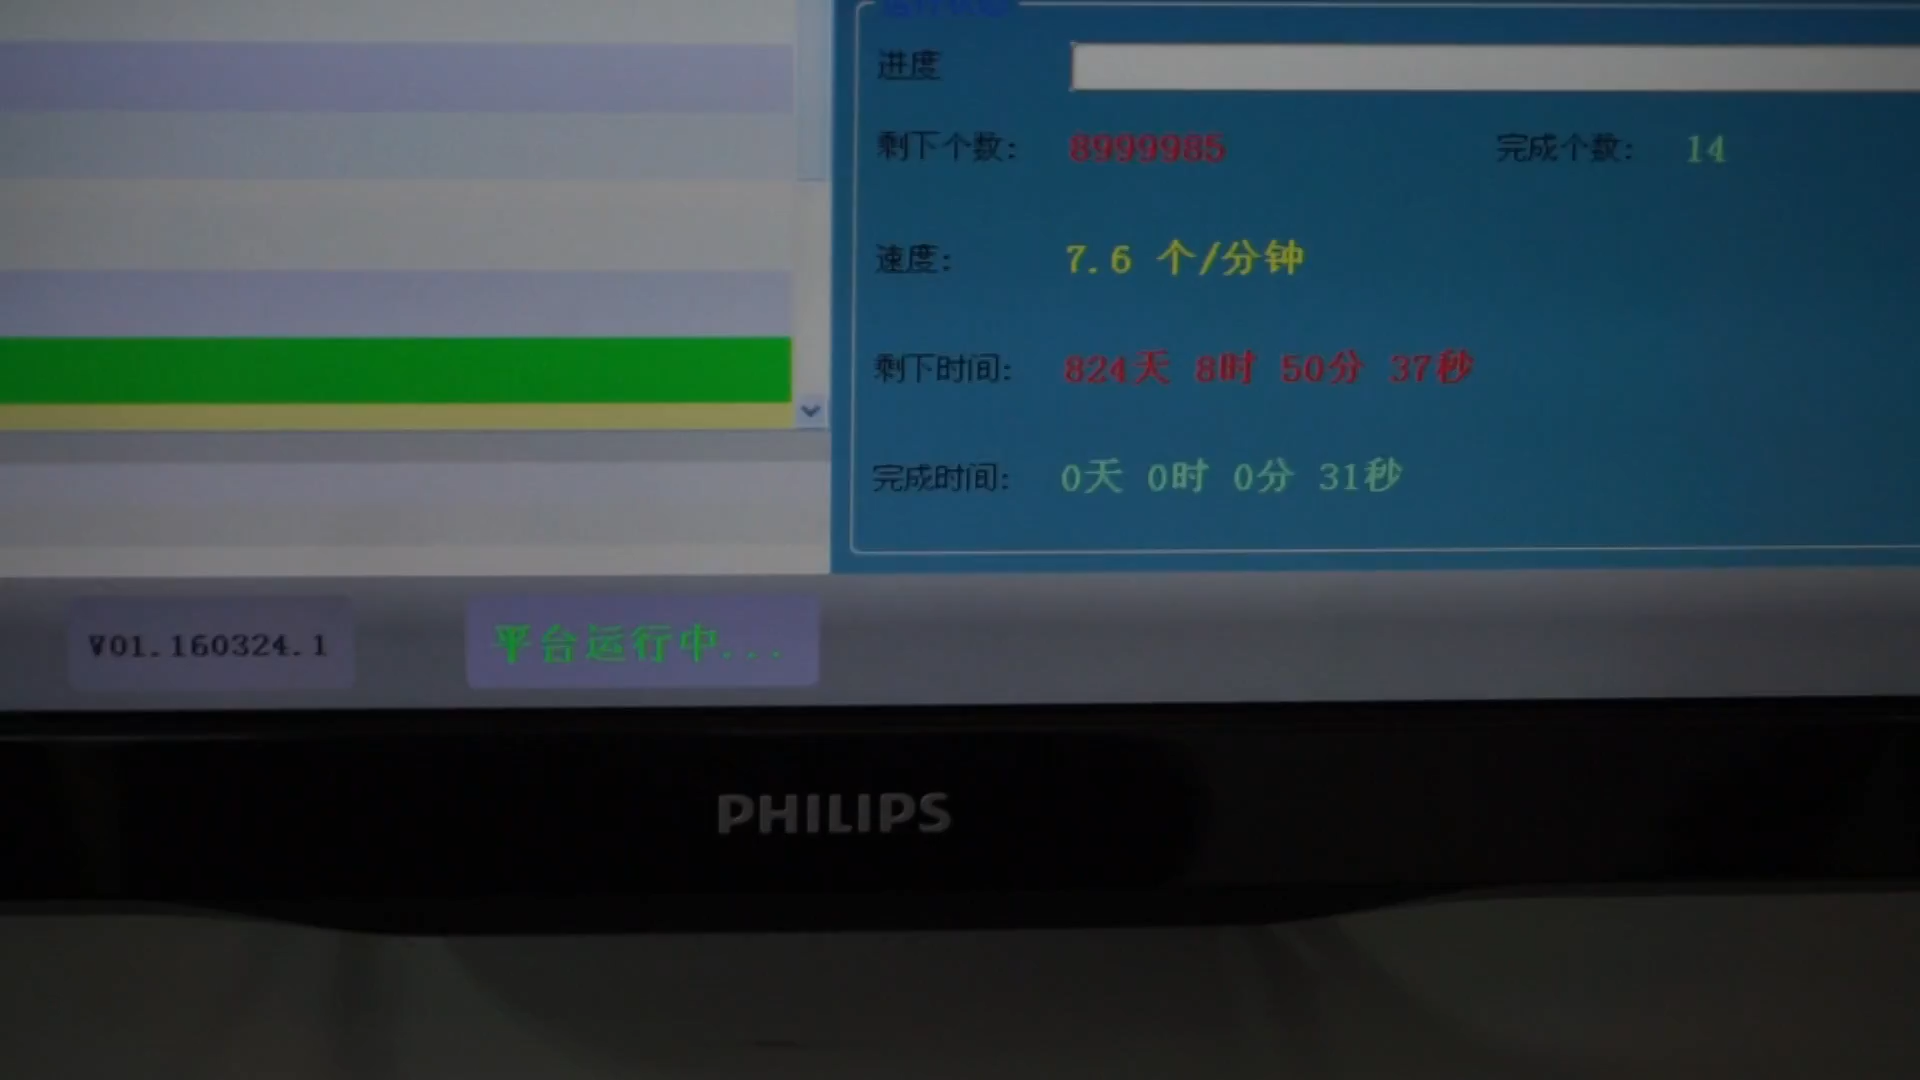 进度
剩下个数: 8999985 完成个数: 14
速度: 7.6 个/分钟
剩下时间: 824天 8时 50分 37秒
完成时间: 0天 0时 0分 31秒
V01.160324.1 平台运行中...
PHILIPS